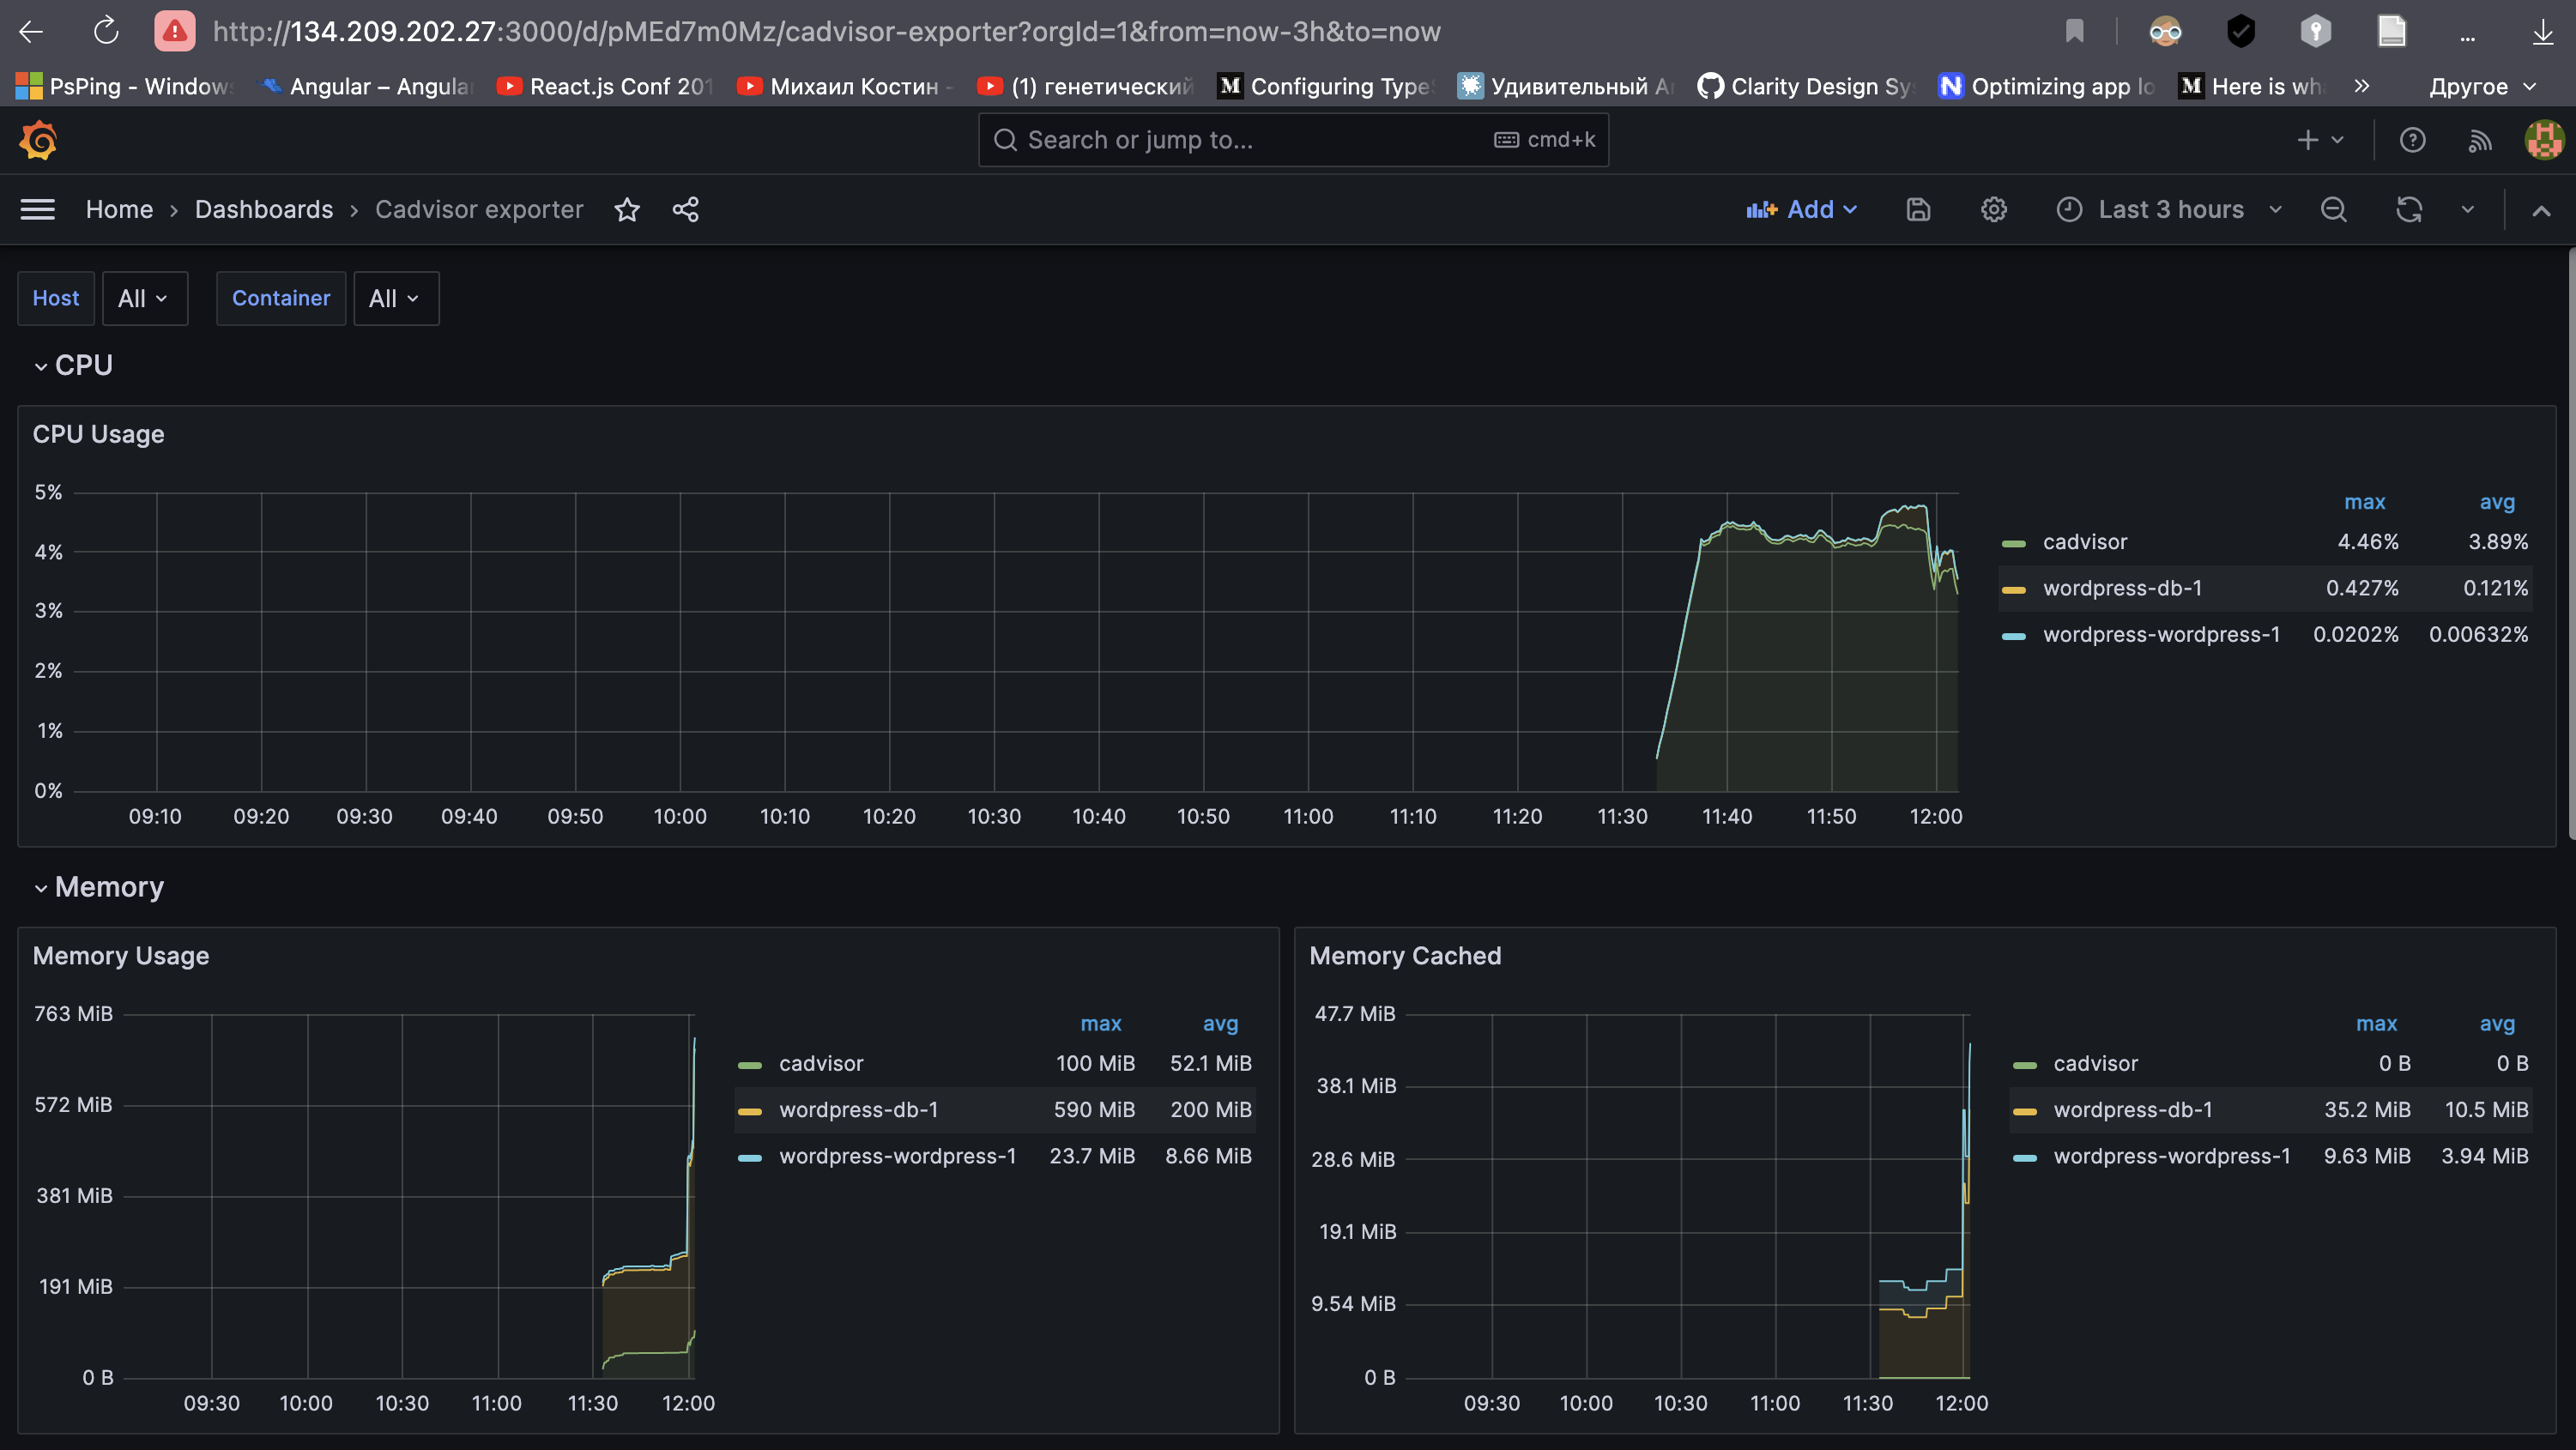 http://134.209.202.27:3000/d/pMEd7m0Mz/cadvisor-exporter?orgId=1&from=now-3h&to=now
PsPing - Windows Angular – Angular React.js Conf 201 Михаил Костин - (1) генетический Configuring Type Удивительный Clarity Design Sys Optimizing app lo Here is wh » Другое
Search or jump to... cmd+k
Home › Dashboards › Cadvisor exporter Add Last 3 hours
Host All Container All
CPU
CPU Usage
5%
4%
3%
2%
1%
0%
09:10 09:20 09:30 09:40 09:50 10:00 10:10 10:20 10:30 10:40 10:50 11:00 11:10 11:20 11:30 11:40 11:50 12:00
max avg
cadvisor 4.46% 3.89%
wordpress-db-1 0.427% 0.121%
wordpress-wordpress-1 0.0202% 0.00632%
Memory
Memory Usage
763 MiB
572 MiB
381 MiB
191 MiB
0 B
09:30 10:00 10:30 11:00 11:30 12:00
max avg
cadvisor 100 MiB 52.1 MiB
wordpress-db-1 590 MiB 200 MiB
wordpress-wordpress-1 23.7 MiB 8.66 MiB
Memory Cached
47.7 MiB
38.1 MiB
28.6 MiB
19.1 MiB
9.54 MiB
0 B
09:30 10:00 10:30 11:00 11:30 12:00
max avg
cadvisor 0 B 0 B
wordpress-db-1 35.2 MiB 10.5 MiB
wordpress-wordpress-1 9.63 MiB 3.94 MiB